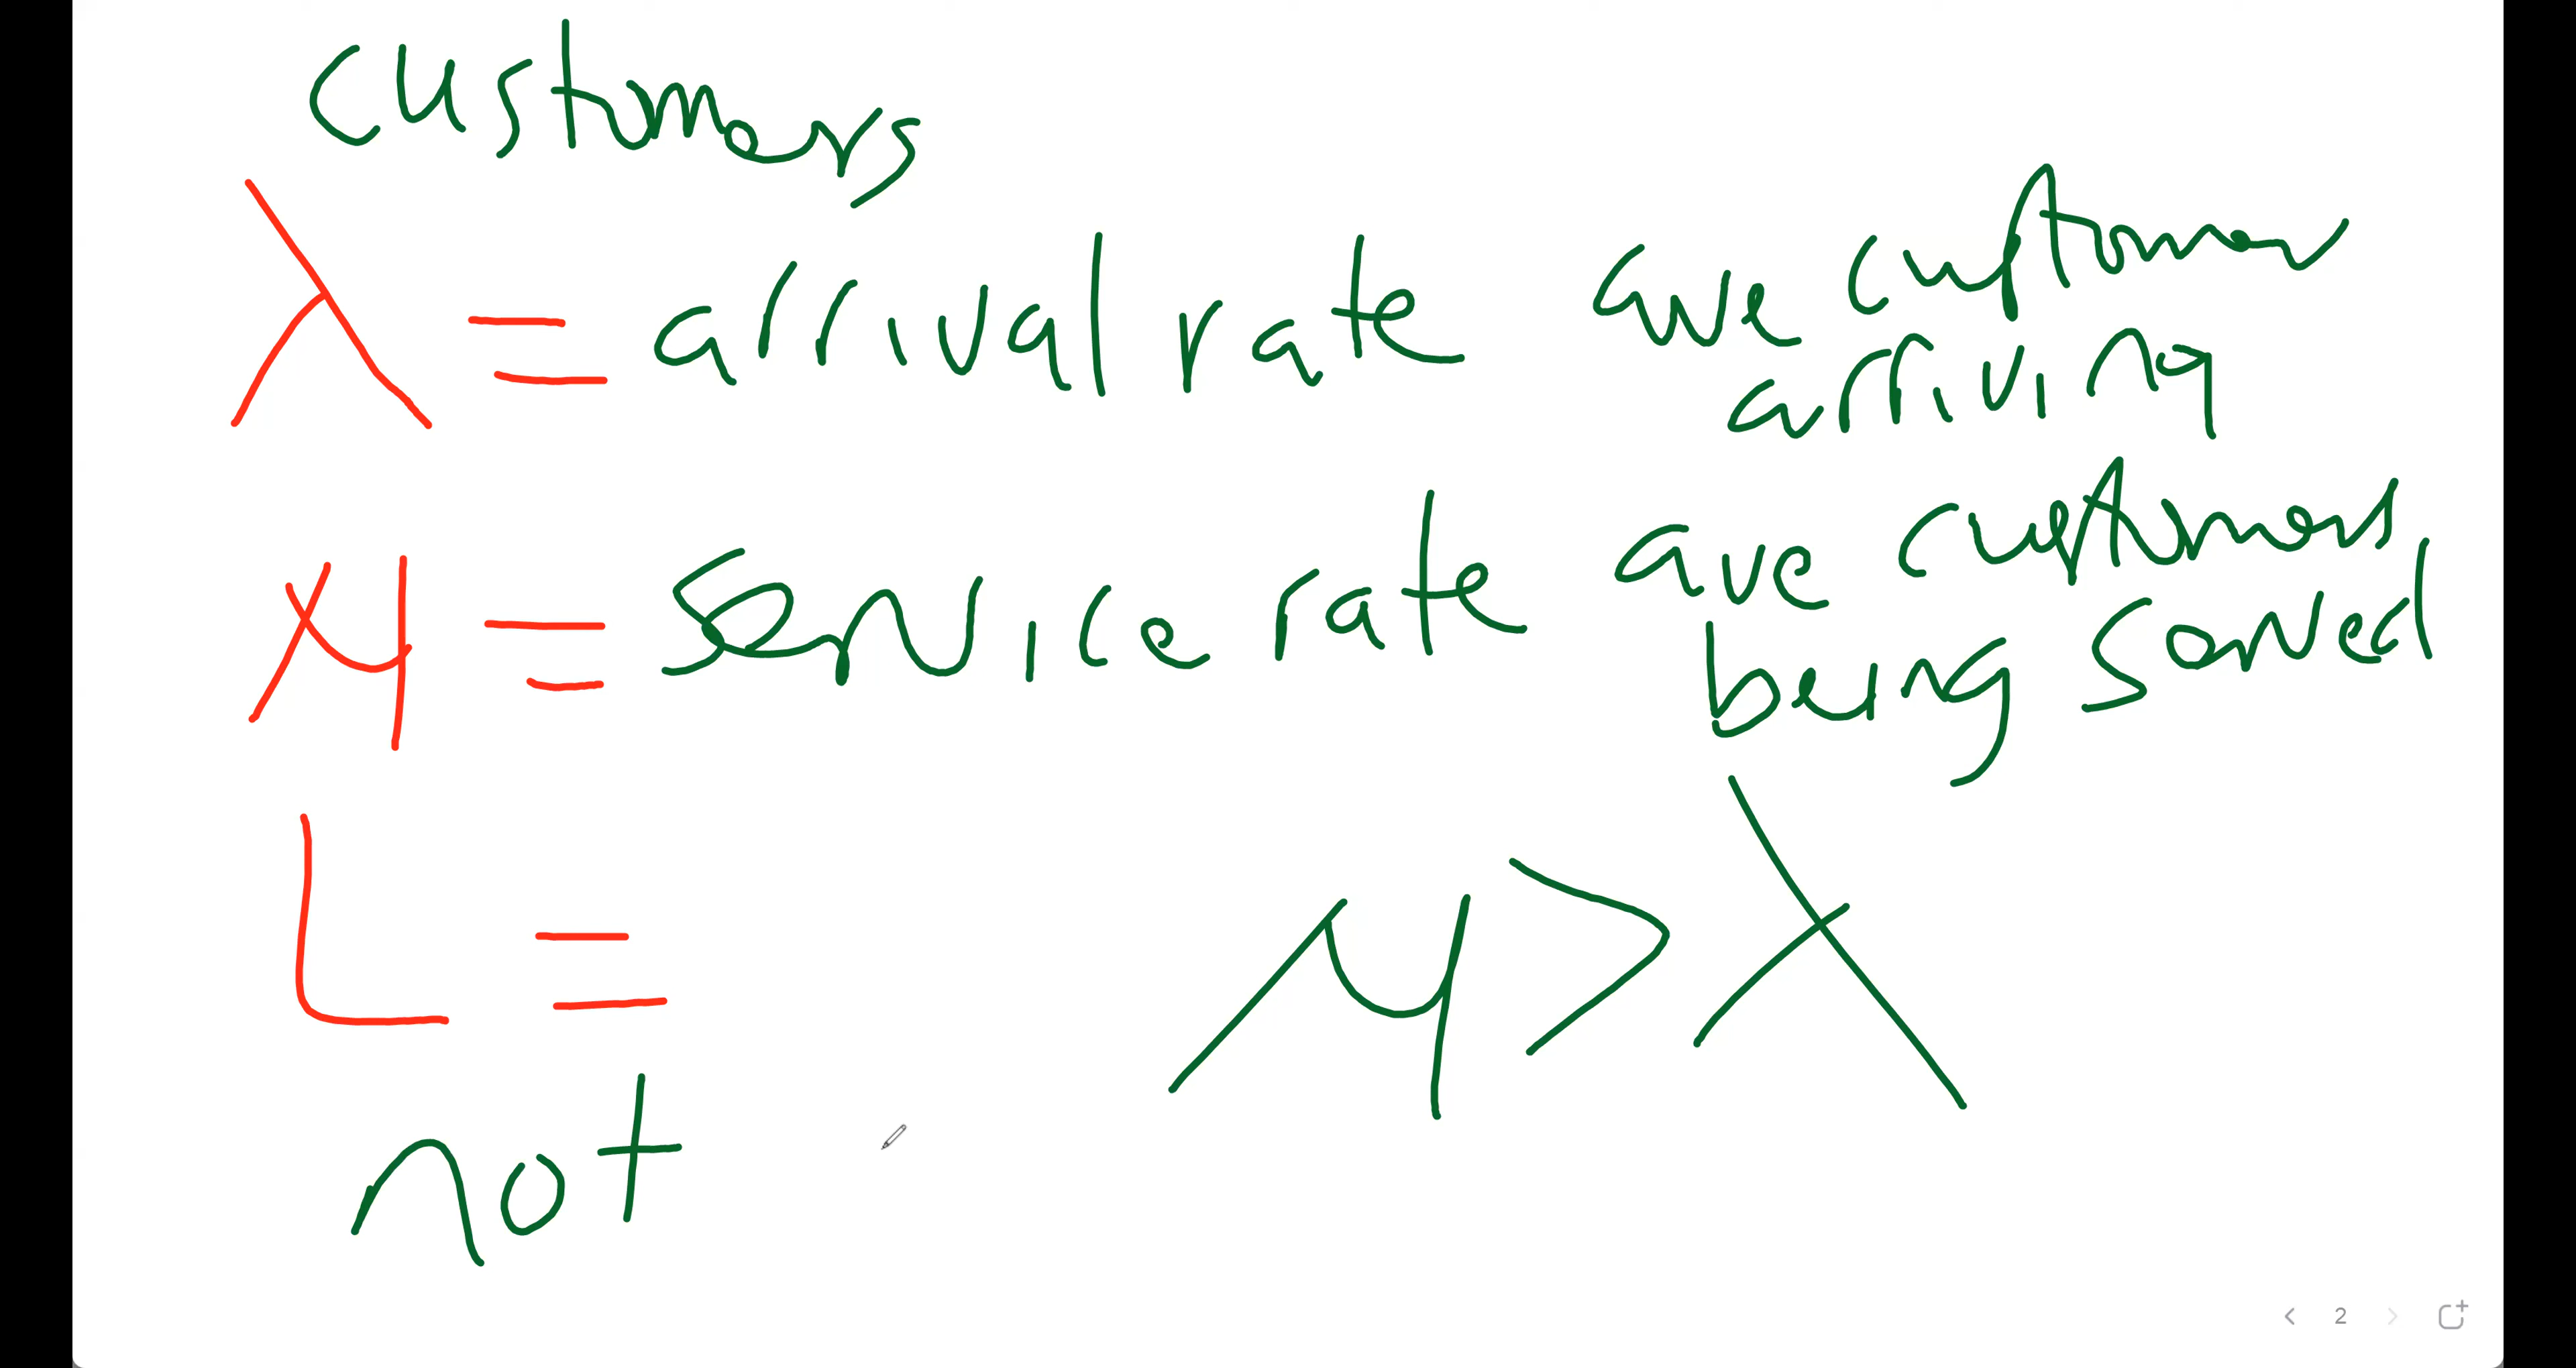 customers
λ = arrival rate ave customer
arriving
μ = service rate ave customers
being served
L =
μ > λ
not
2